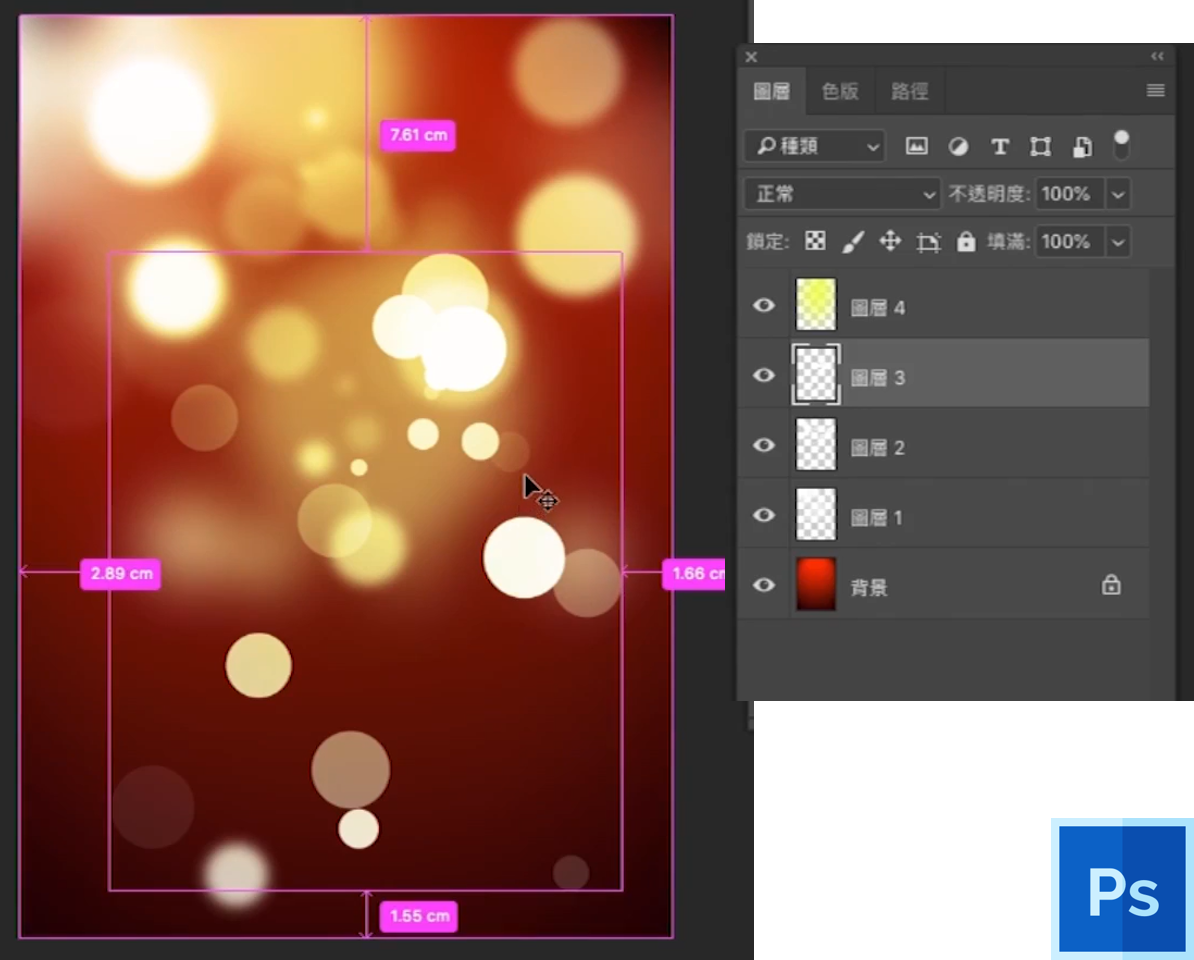 7.61 cm
2.89 cm
1.66 c
1.55 cm
圖層 色版 路徑
種類
正常 不透明度: 100%
鎖定: 填滿: 100%
圖層 4
圖層 3
圖層 2
圖層 1
背景
Ps